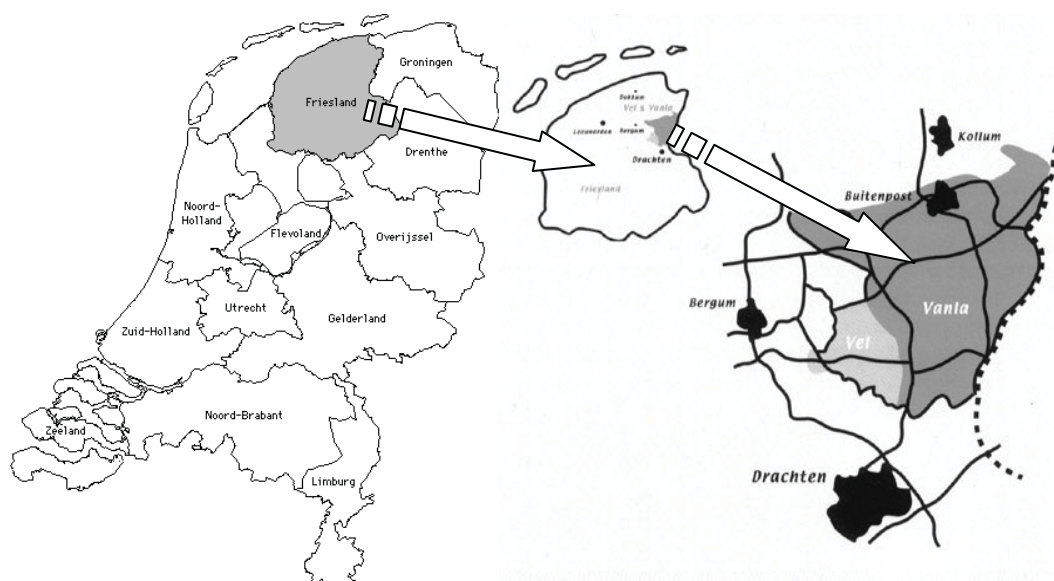 Groningen
Friesland
Drenthe
Noord-
Holland
Flevoland
Overijssel
Utrecht
Gelderland
Zuid-Holland
Noord-Brabant
Zeeland
Limburg
Dokkum
Vel & Vanla
Leeuwarden
Bergum
Drachten
Friesland
Kollum
Buitenpost
Bergum
Vanla
Vel
Drachten